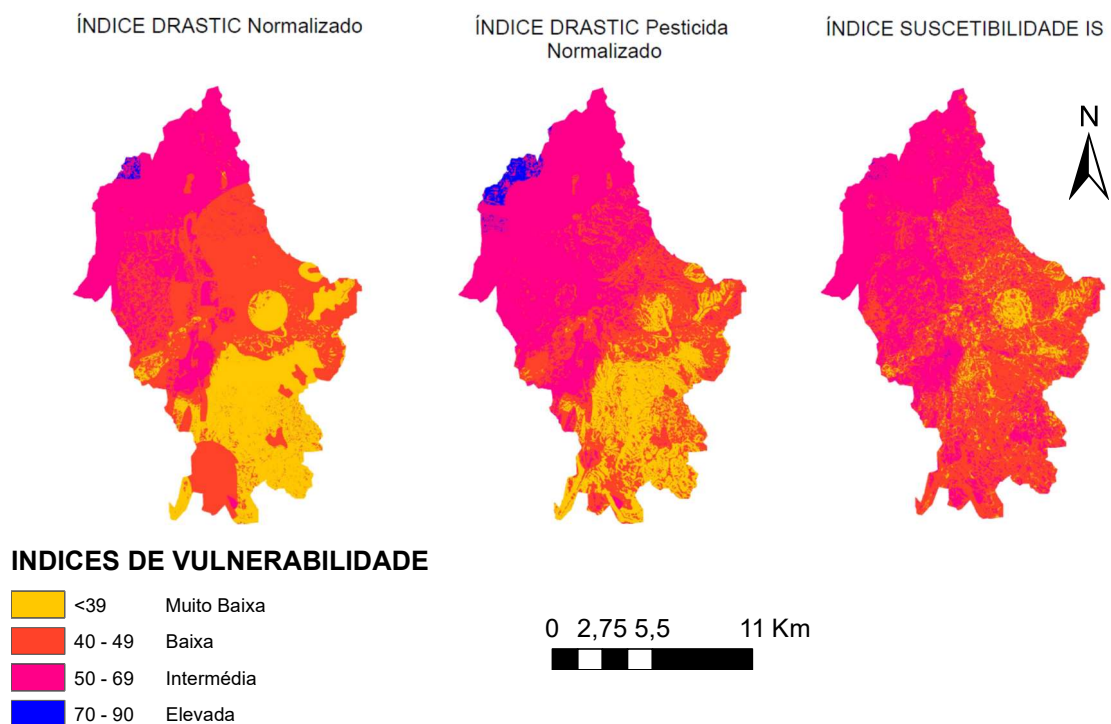 ÍNDICE DRASTIC Normalizado
ÍNDICE DRASTIC Pesticida
Normalizado
ÍNDICE SUSCETIBILIDADE IS
N
INDICES DE VULNERABILIDADE
<39 Muito Baixa
40 - 49 Baixa
50 - 69 Intermédia
70 - 90 Elevada
0 2,75 5,5 11 Km